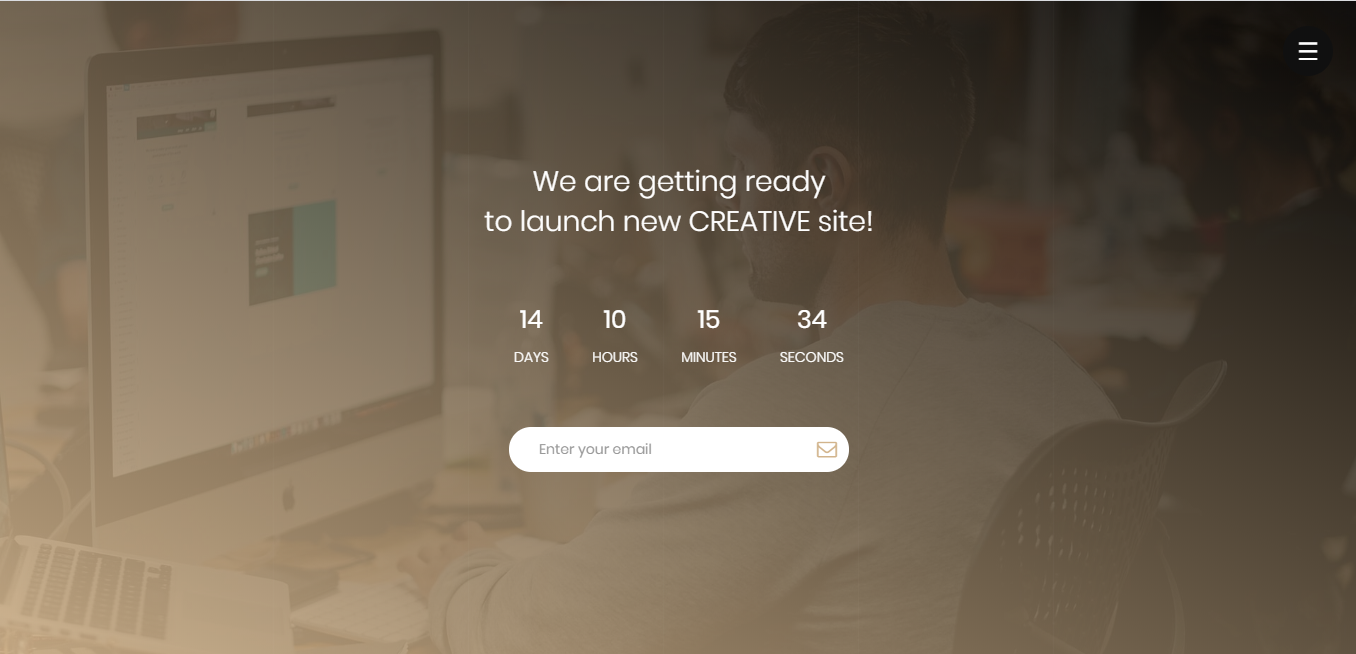 We are getting ready
to launch new CREATIVE site!
14 10 15 34
DAYS HOURS MINUTES SECONDS
Enter your email